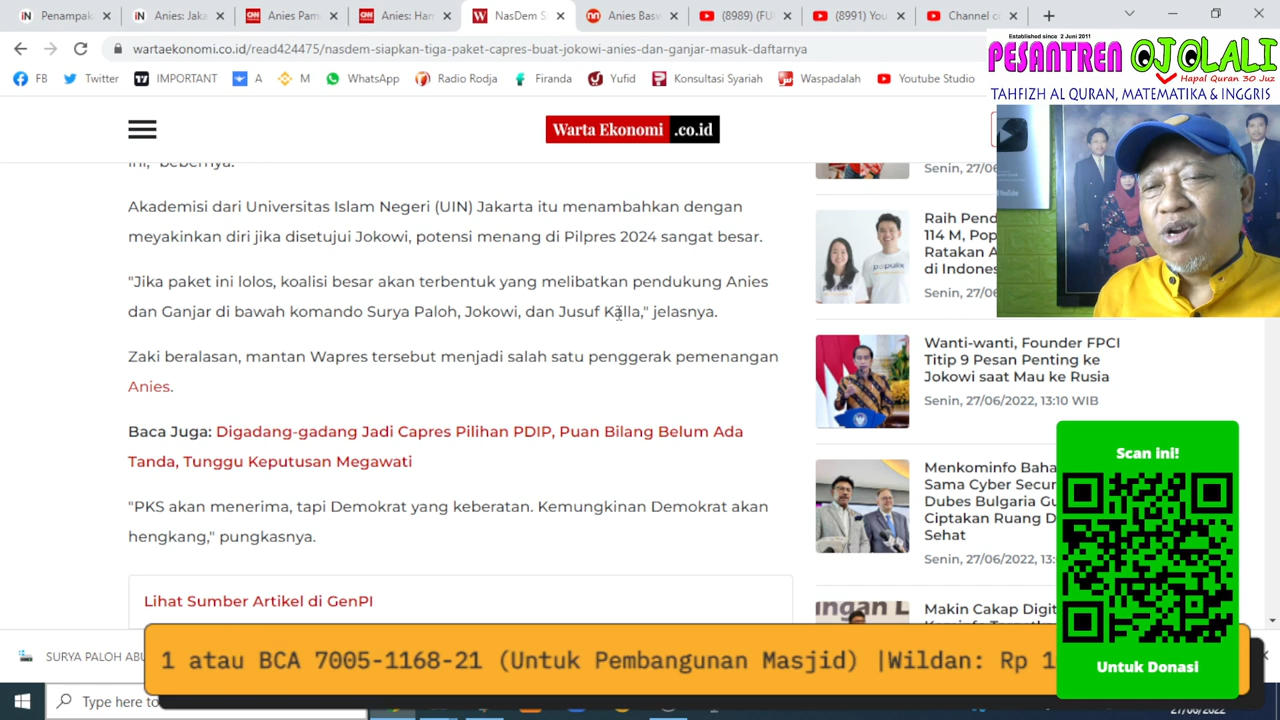 Anies: Jaka
Anies Pam
Anies: Har
NasDem S
Anies Basw
(8989) (FU
(8991) You
Channel c
wartaekonomi.co.id/read424475/nasdem-siapkan-tiga-paket-capres-buat-jokowi-anies-dan-ganjar-masuk-daftarnya
FB
Twitter
IMPORTANT
A
M
WhatsApp
Radio Rodja
Firanda
Yufid
Konsultasi Syariah
Waspadalah
Youtube Studio
Established since 2 Juni 2011
PESANTREN OJOLALI
Hapal Quran 30 Juz
TAHFIZH AL QURAN, MATEMATIKA & INGGRIS
Warta Ekonomi .co.id
ini," bebernya.
Akademisi dari Universitas Islam Negeri (UIN) Jakarta itu menambahkan dengan
meyakinkan diri jika disetujui Jokowi, potensi menang di Pilpres 2024 sangat besar.
"Jika paket ini lolos, koalisi besar akan terbentuk yang melibatkan pendukung Anies
dan Ganjar di bawah komando Surya Paloh, Jokowi, dan Jusuf Kalla," jelasnya.
Zaki beralasan, mantan Wapres tersebut menjadi salah satu penggerak pemenangan
Anies.
Baca Juga: Digadang-gadang Jadi Capres Pilihan PDIP, Puan Bilang Belum Ada
Tanda, Tunggu Keputusan Megawati
"PKS akan menerima, tapi Demokrat yang keberatan. Kemungkinan Demokrat akan
hengkang," pungkasnya.
Lihat Sumber Artikel di GenPI
Senin, 27/06
Raih Pend
114 M, Pop
Ratakan A
di Indones
Senin, 27/06
populix
Wanti-wanti, Founder FPCI
Titip 9 Pesan Penting ke
Jokowi saat Mau ke Rusia
Senin, 27/06/2022, 13:10 WIB
Menkominfo Baha
Sama Cyber Secur
Dubes Bulgaria Gu
Ciptakan Ruang D
Sehat
Senin, 27/06/2022, 13:
Makin Cakap Digit
Scan ini!
Untuk Donasi
SURYA PALOH ABU
1 atau BCA 7005-1168-21 (Untuk Pembangunan Masjid) |Wildan: Rp 1
Type here to
27/06/2022